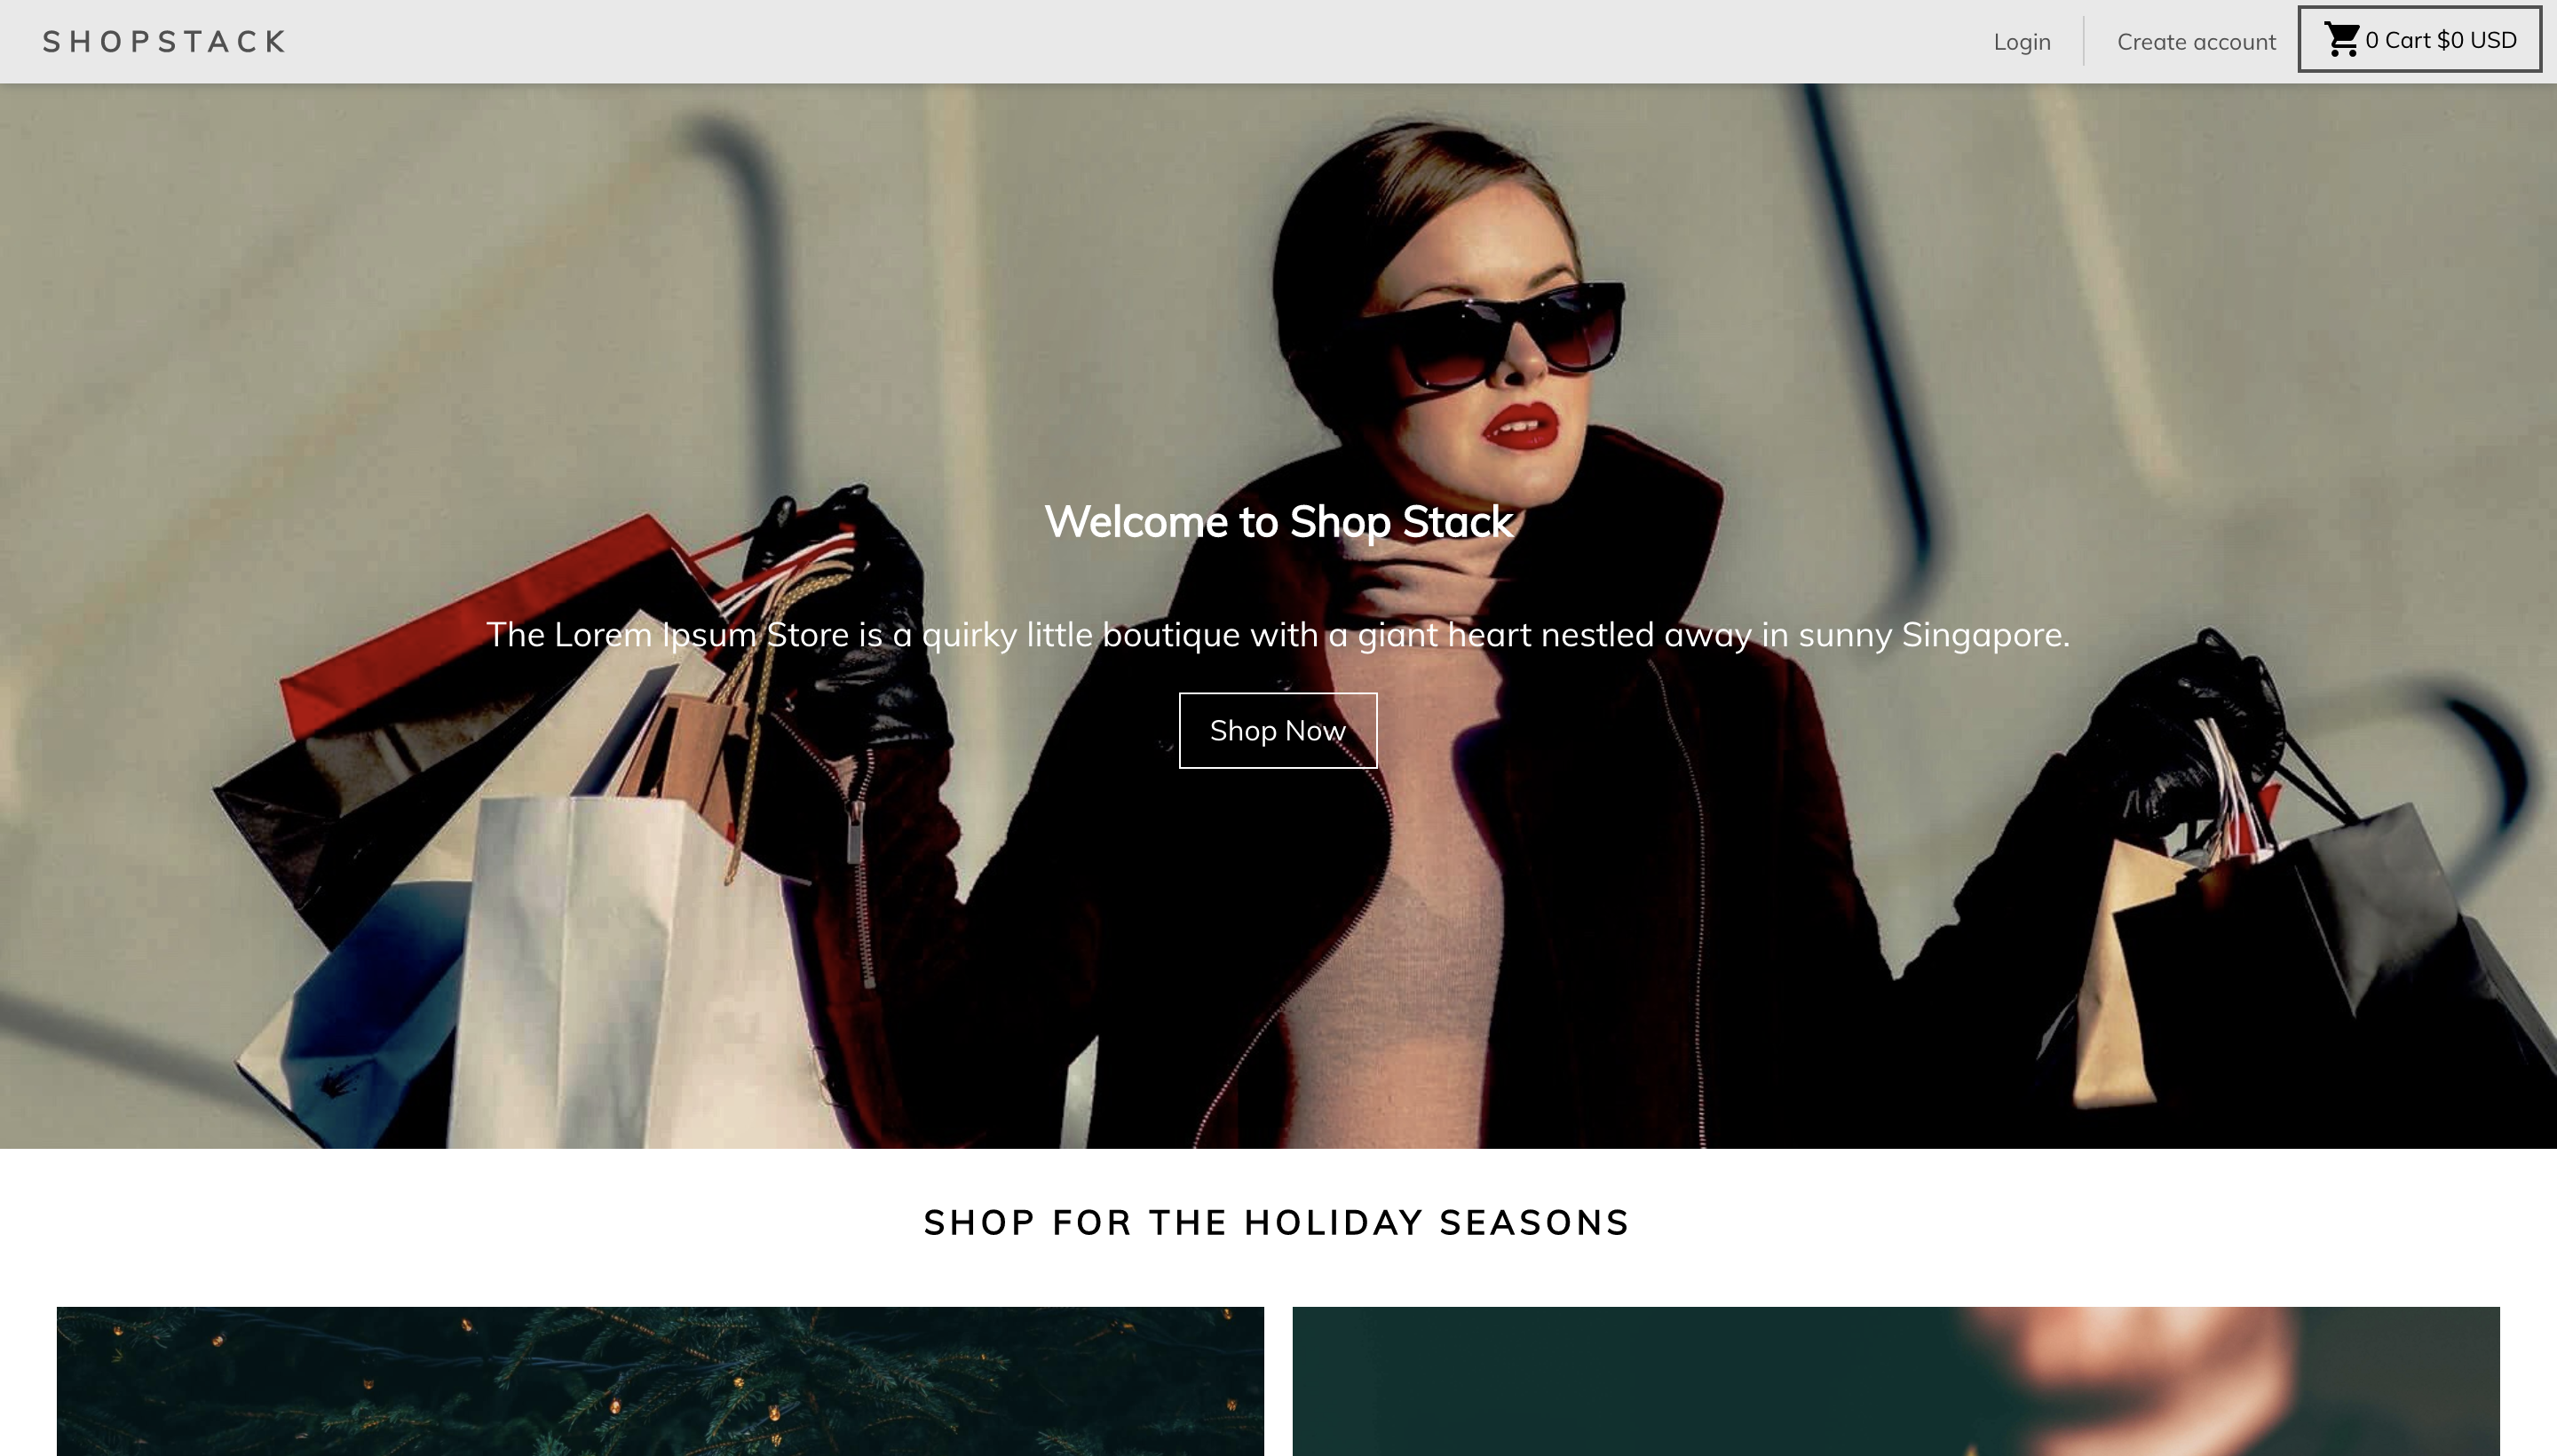 SHOPSTACK
Login
Create account
0 Cart $0 USD
Welcome to Shop Stack
The Lorem Ipsum Store is a quirky little boutique with a giant heart nestled away in sunny Singapore.
Shop Now
SHOP FOR THE HOLIDAY SEASONS